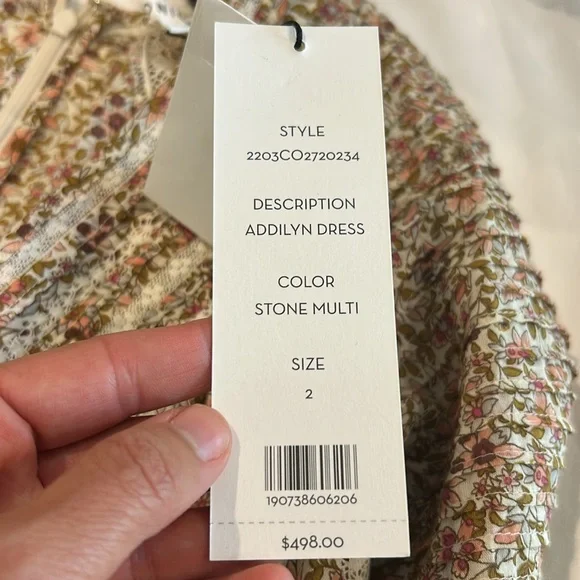 STYLE
2203CO2720234
DESCRIPTION
ADDILYN DRESS
COLOR
STONE MULTI
SIZE
2
190738606206
$498.00